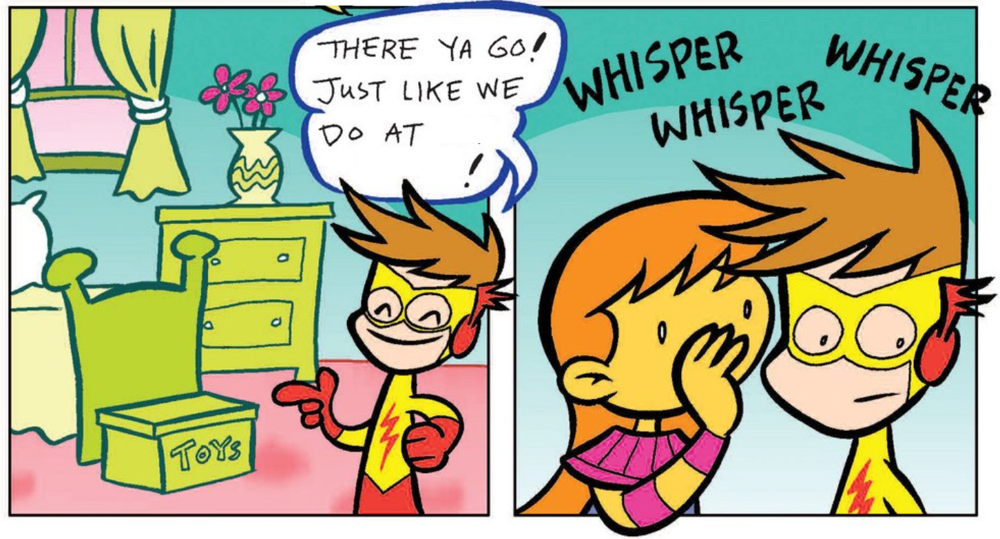 THERE YA GO!
JUST LIKE WE
DO AT
!
WHISPER
WHISPER
WHISPER
TOYS